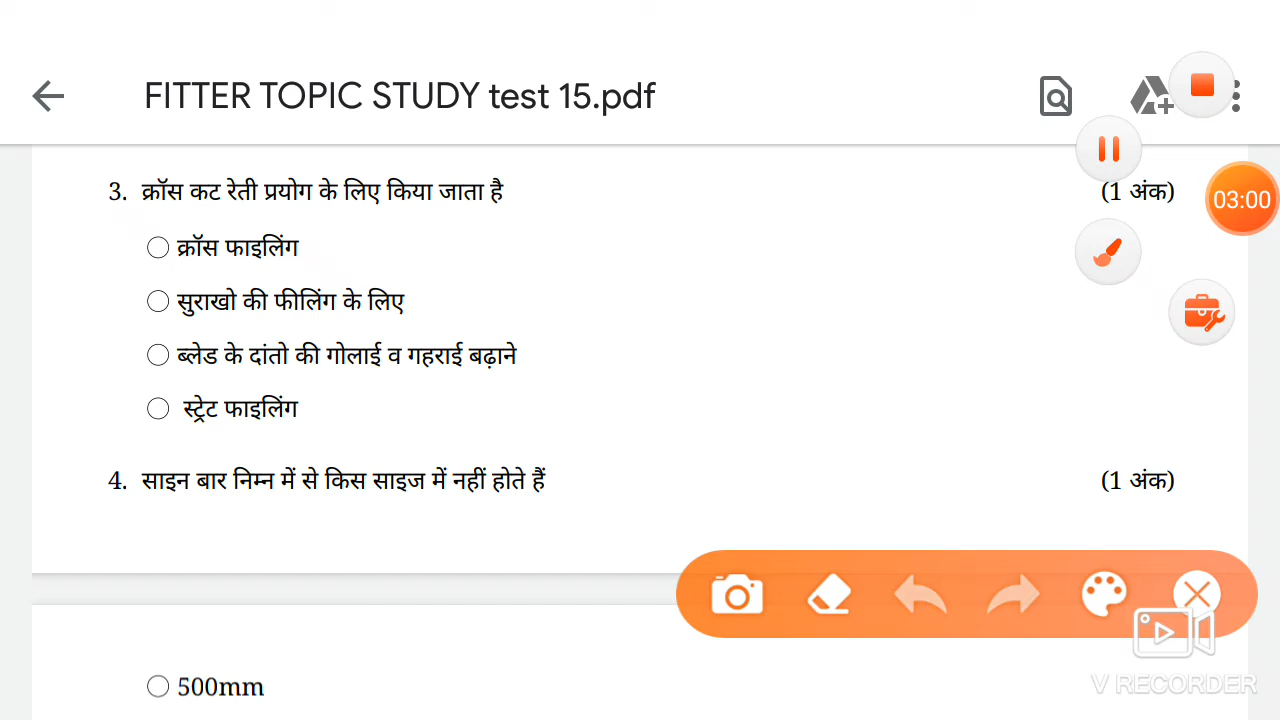 FITTER TOPIC STUDY test 15.pdf
3. क्रॉस कट रेती प्रयोग के लिए किया जाता है (1 अंक)
03:00
क्रॉस फाइलिंग
सुराखो की फीलिंग के लिए
ब्लेड के दांतो की गोलाई व गहराई बढ़ाने
स्ट्रेट फाइलिंग
4. साइन बार निम्न में से किस साइज में नहीं होते हैं (1 अंक)
500mm
V RECORDER